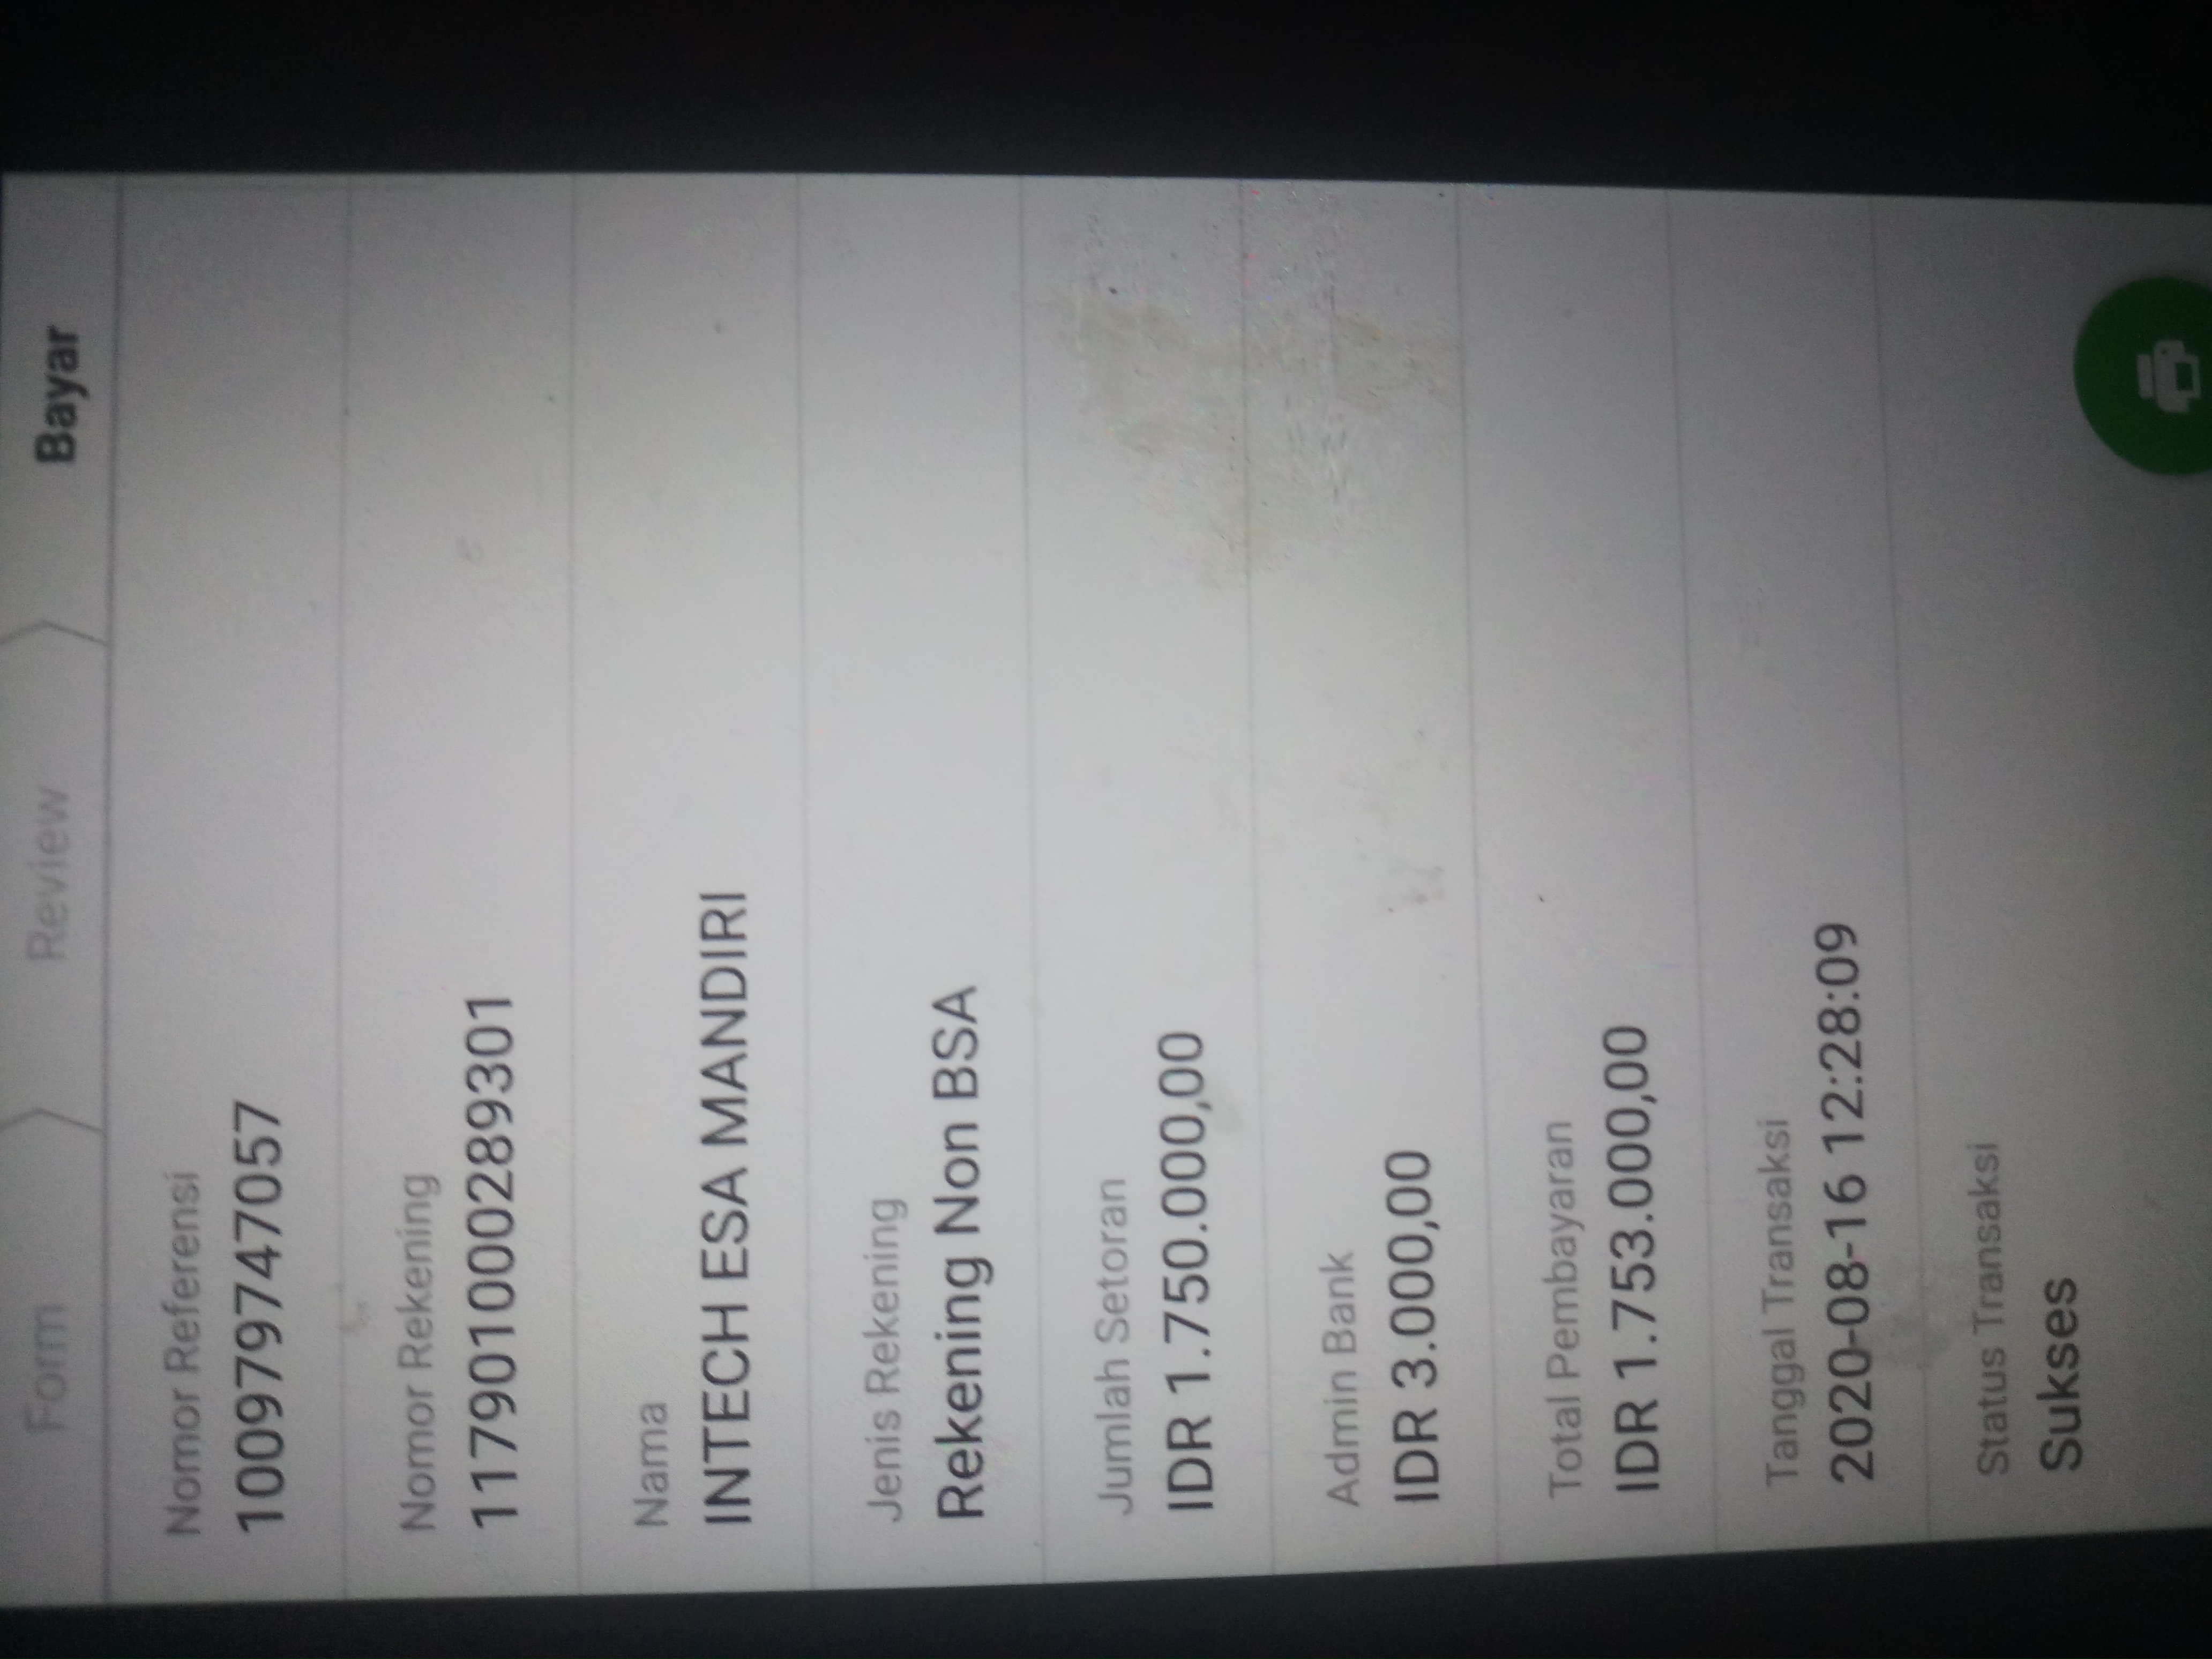 Form
Review
Bayar
Nomor Referensi
100979747057
Nomor Rekening
117901000289301
Nama
INTECH ESA MANDIRI
Jenis Rekening
Rekening Non BSA
Jumlah Setoran
IDR 1.750.000,00
Admin Bank
IDR 3.000,00
Total Pembayaran
IDR 1.753.000,00
Tanggal Transaksi
2020-08-16 12:28:09
Status Transaksi
Sukses